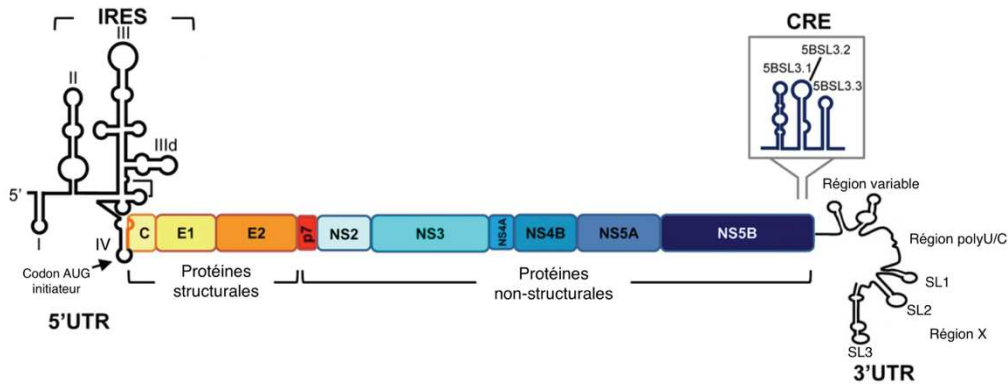 IRES
III
II
IIId
5'
I
IV
Codon AUG
initiateur
5'UTR
C
E1
E2
p7
NS2
NS3
NS4A
NS4B
NS5A
NS5B
Protéines
structurales
Protéines
non-structurales
CRE
5BSL3.2
5BSL3.1
5BSL3.3
Région variable
Région polyU/C
SL1
SL2
Région X
SL3
3'UTR